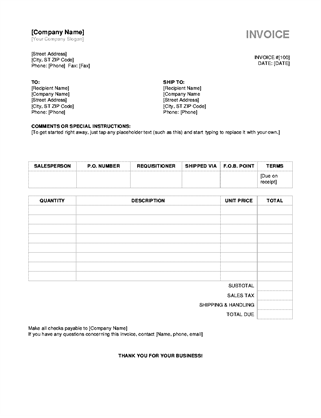 [Company Name]
INVOICE
[Your Company Slogan]
[Street Address]
[City, ST ZIP Code]
Phone: [Phone] Fax: [Fax]
INVOICE #[100]
DATE: [DATE]
TO:
[Recipient Name]
[Company Name]
[Street Address]
[City, ST ZIP Code]
Phone: [Phone]
SHIP TO:
[Recipient Name]
[Company Name
[Street Address]
[City, ST ZIP Code]
Phone: [Phone]
COMMENTS OR SPECIAL INSTRUCTIONS:
[To get started right away, just tap any placeholder text (such as this) and start typing to replace it with your own.]
SALESPERSON P.O. NUMBER REQUISITIONER SHIPPED VIA F.O.B. POINT TERMS
[Due on
receipt]
QUANTITY DESCRIPTION UNIT PRICE TOTAL
SUBTOTAL
SALES TAX
SHIPPING & HANDLING
TOTAL DUE
Make all checks payable to [Company Name]
If you have any questions concerning this invoice, contact [Name, phone, email]
THANK YOU FOR YOUR BUSINESS!